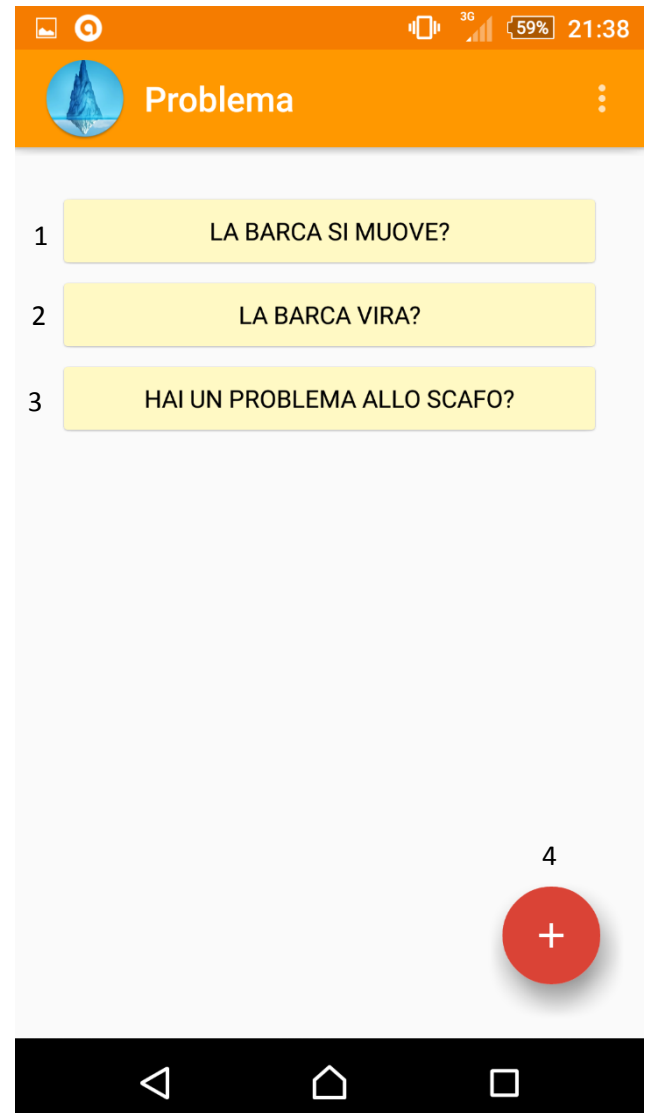 3G
59% 21:38
Problema
1 LA BARCA SI MUOVE?
2 LA BARCA VIRA?
3 HAI UN PROBLEMA ALLO SCAFO?
4
+